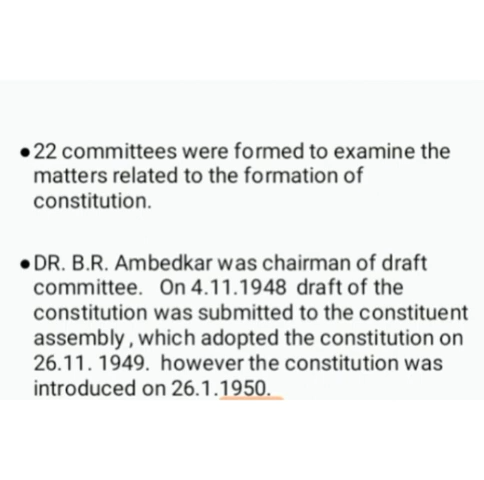 •22 committees were formed to examine the
matters related to the formation of
constitution.
•DR. B.R. Ambedkar was chairman of draft
committee. On 4.11.1948 draft of the
constitution was submitted to the constituent
assembly , which adopted the constitution on
26.11. 1949. however the constitution was
introduced on 26.1.1950.